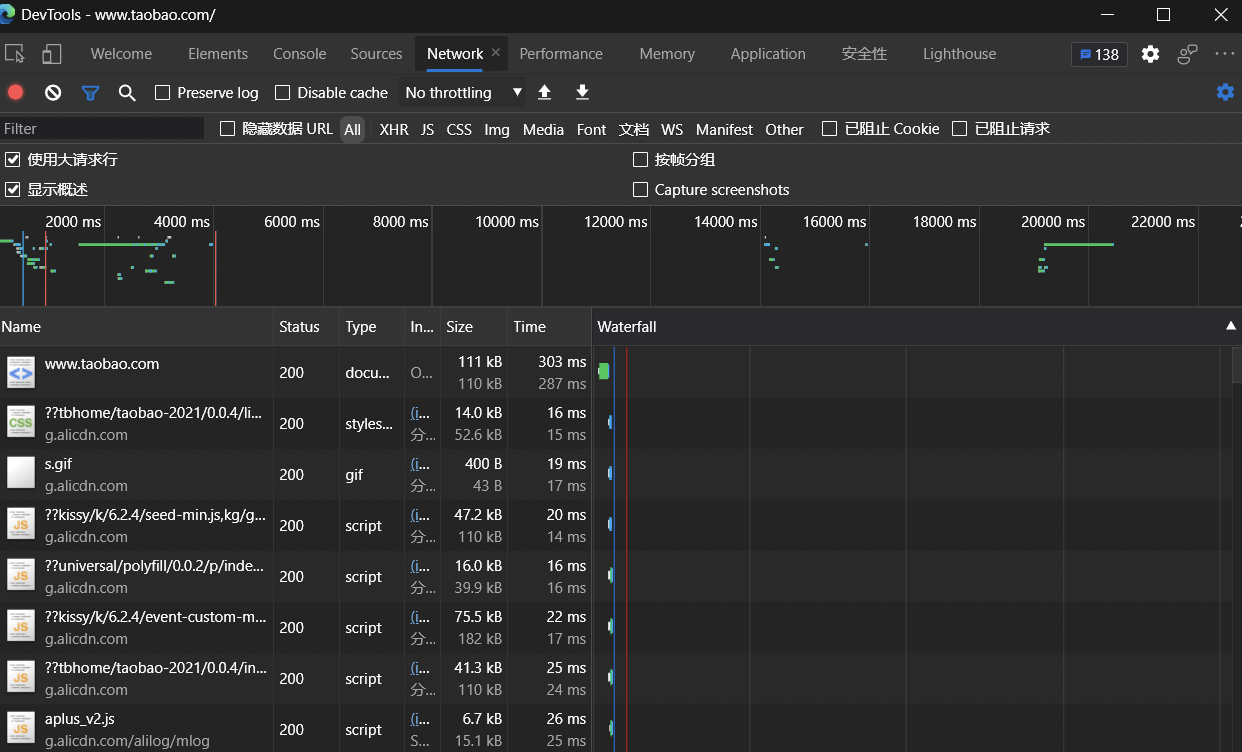 DevTools - www.taobao.com/
Welcome Elements Console Sources Network Performance Memory Application 安全性 Lighthouse 138
Preserve log Disable cache No throttling
Filter 隐藏数据 URL All XHR JS CSS Img Media Font 文档 WS Manifest Other 已阻止 Cookie 已阻止请求
使用大请求行 按帧分组
显示概述 Capture screenshots
2000 ms 4000 ms 6000 ms 8000 ms 10000 ms 12000 ms 14000 ms 16000 ms 18000 ms 20000 ms 22000 ms
Name Status Type In... Size Time Waterfall
www.taobao.com 200 docu... O... 111 kB 303 ms
110 kB 287 ms
??tbhome/taobao-2021/0.0.4/li... 200 styles... (i... 14.0 kB 16 ms
g.alicdn.com 分... 52.6 kB 15 ms
s.gif 200 gif (i... 400 B 19 ms
g.alicdn.com 分... 43 B 17 ms
??kissy/k/6.2.4/seed-min.js,kg/g... 200 script (i... 47.2 kB 20 ms
g.alicdn.com 分... 110 kB 14 ms
??universal/polyfill/0.0.2/p/inde... 200 script (i... 16.0 kB 16 ms
g.alicdn.com 分... 39.9 kB 16 ms
??kissy/k/6.2.4/event-custom-m... 200 script (i... 75.5 kB 22 ms
g.alicdn.com 分... 182 kB 17 ms
??tbhome/taobao-2021/0.0.4/in... 200 script (i... 41.3 kB 25 ms
g.alicdn.com 分... 110 kB 24 ms
aplus_v2.js 200 script (i... 6.7 kB 26 ms
g.alicdn.com/alilog/mlog S... 15.1 kB 25 ms